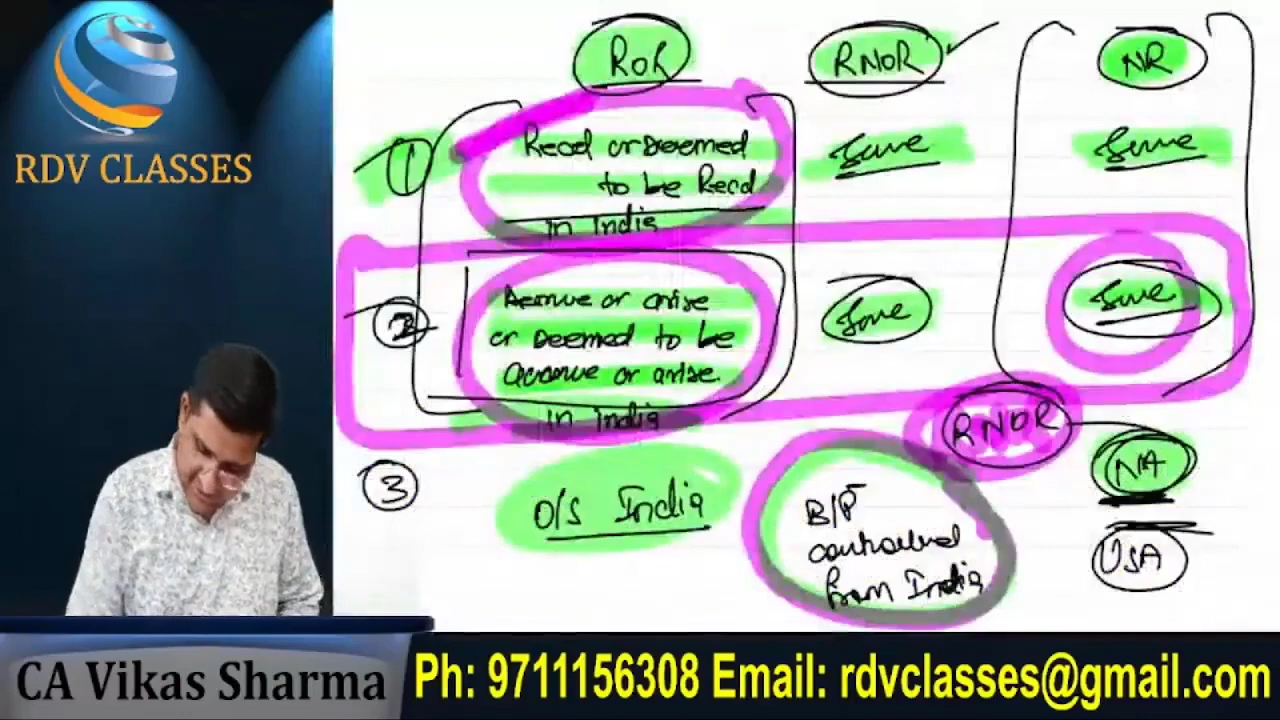 RDV CLASSES
ROR
RNOR
NR
1
Recd or Deemed
to be Recd
in India
Same
Same
2
Accrue or arise
or Deemed to be
accrue or arise.
in India
Same
Same
RNOR
3
O/S India
B/P
controlled
from India
NA
USA
CA Vikas Sharma
Ph: 9711156308 Email: rdvclasses@gmail.com